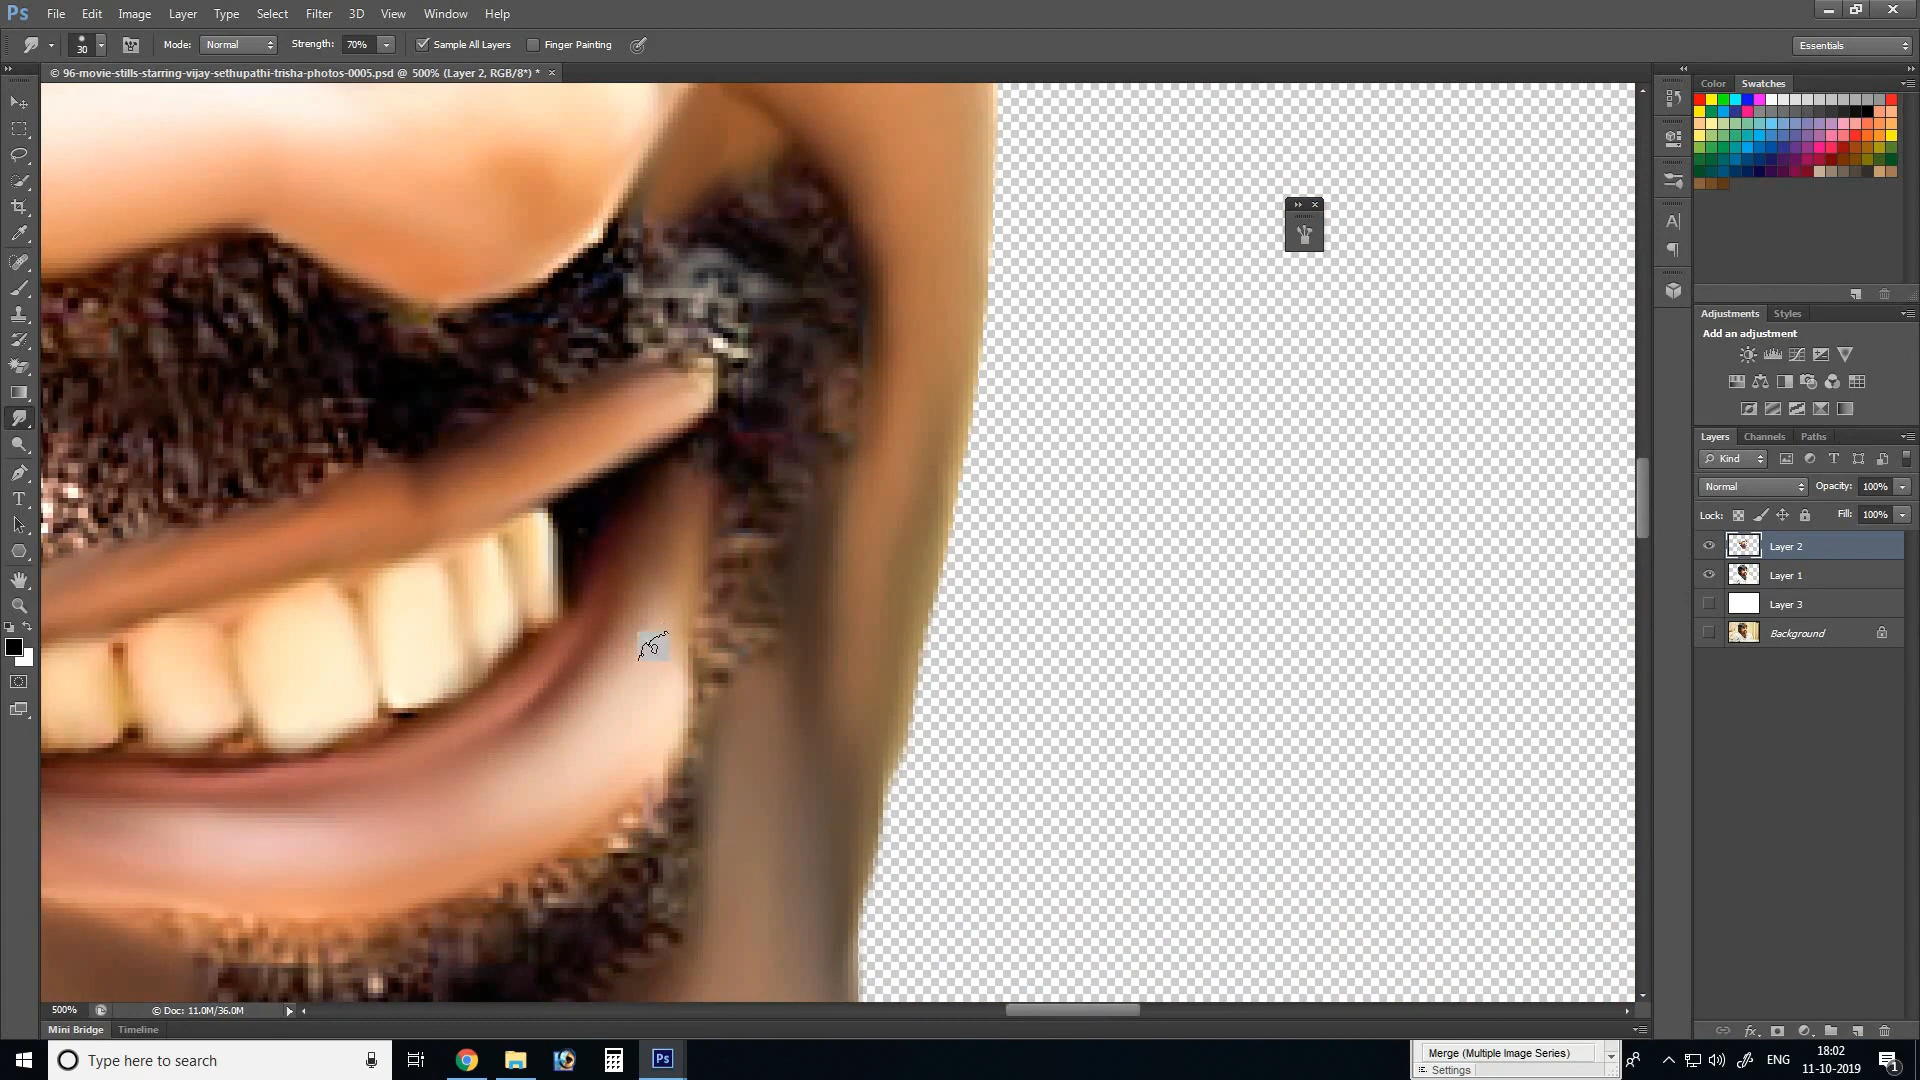 Ps File Edit Image Layer Type Select Filter 3D View Window Help
30 Mode: Normal Strength: 70% Sample All Layers Finger Painting Essentials
© 96-movie-stills-starring-vijay-sethupathi-trisha-photos-0005.psd @ 500% (Layer 2, RGB/8*) * ×
Color Swatches
Adjustments Styles
Add an adjustment
Layers Channels Paths
Kind
Normal Opacity: 100%
Lock: Fill: 100%
Layer 2
Layer 1
Layer 3
Background
500% © Doc: 11.0M/36.0M
Mini Bridge Timeline
Type here to search
Merge (Multiple Image Series)
Settings
ENG
18:02
11-10-2019
1